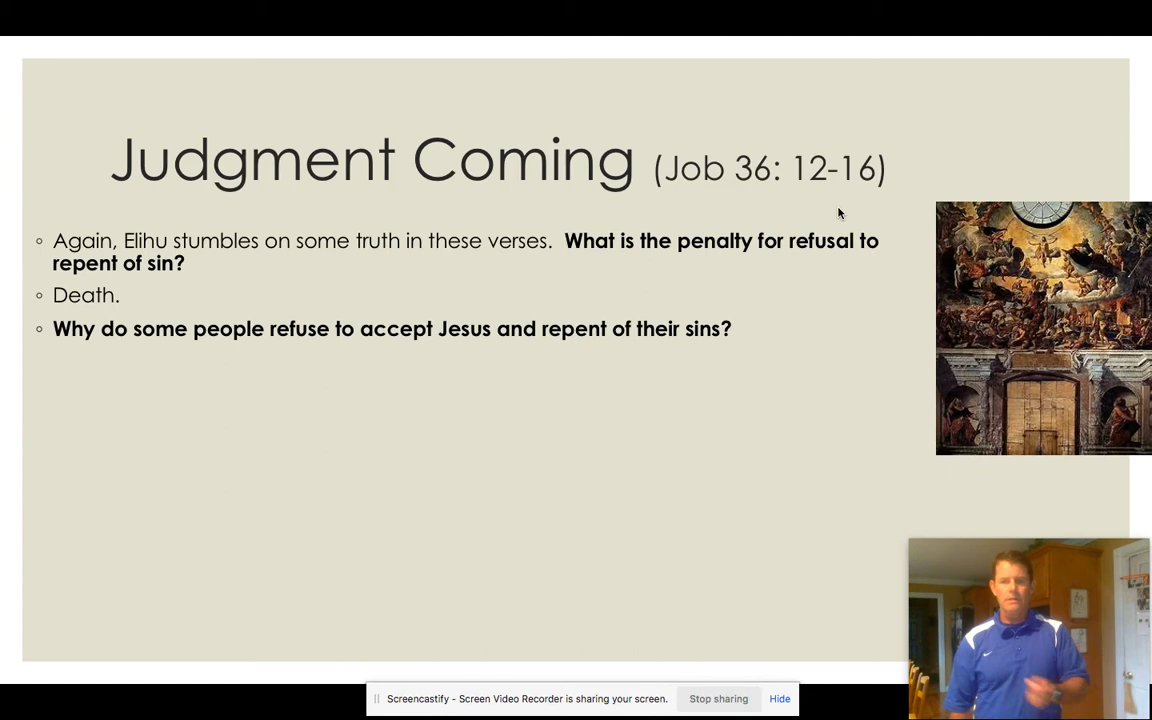 Judgment Coming (Job 36: 12-16)
◦ Again, Elihu stumbles on some truth in these verses.  What is the penalty for refusal to
repent of sin?
◦ Death.
◦ Why do some people refuse to accept Jesus and repent of their sins?
Screencastify - Screen Video Recorder is sharing your screen. Stop sharing Hide